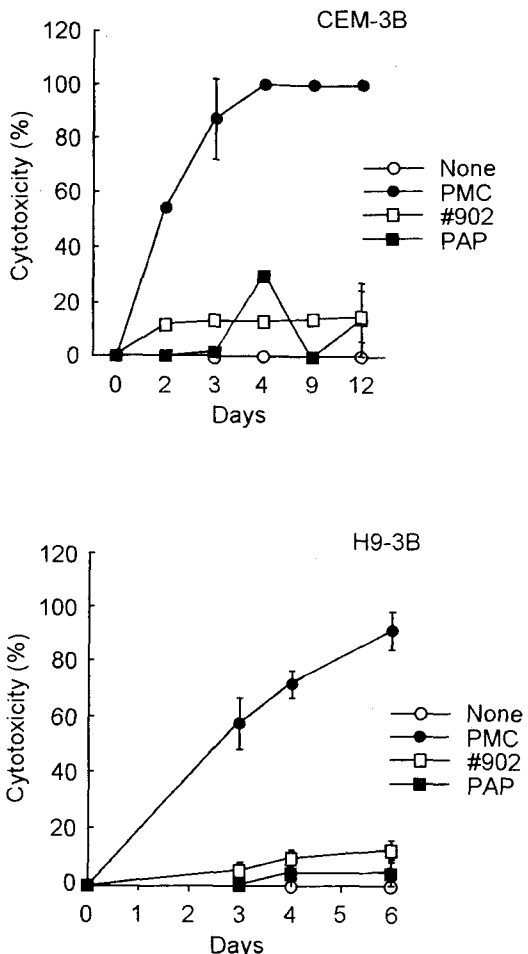 CEM-3B
120
100
80
60
40
20
0
Cytotoxicity (%)
0 2 3 4 9 12
Days
None
PMC
#902
PAP
H9-3B
120
100
80
60
40
20
0
Cytotoxicity (%)
0 1 2 3 4 5 6
Days
None
PMC
#902
PAP